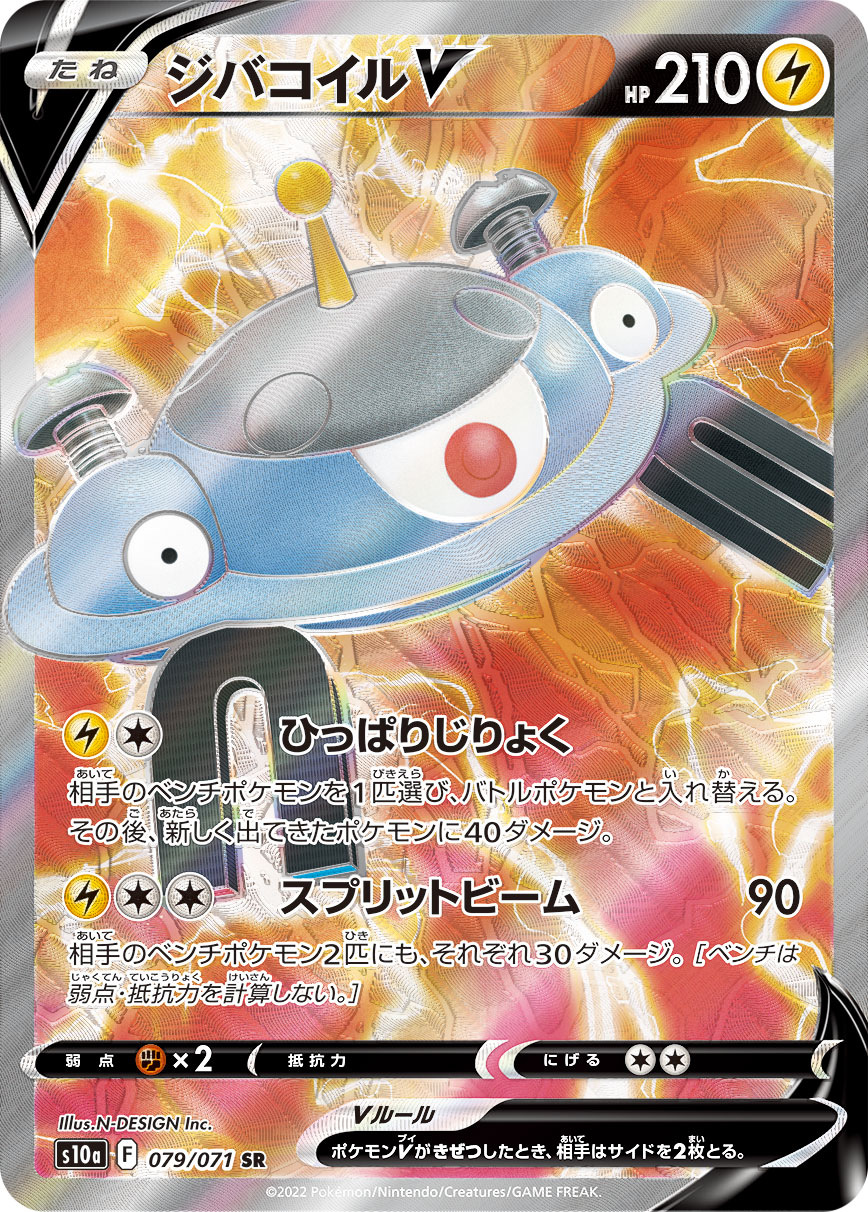 たね ジバコイルV HP210
ひっぱりじりょく
相手のベンチポケモンを1匹選び、バトルポケモンと入れ替える。
その後、新しく出てきたポケモンに40ダメージ。
スプリットビーム 90
相手のベンチポケモン2匹にも、それぞれ30ダメージ。[ベンチは
弱点・抵抗力を計算しない。]
弱点 ×2 抵抗力 にげる
Illus.N-DESIGN Inc.
Vルール
ポケモンVがきぜつしたとき、相手はサイドを2枚とる。
s10a F 079/071 SR
©2022 Pokémon/Nintendo/Creatures/GAME FREAK.